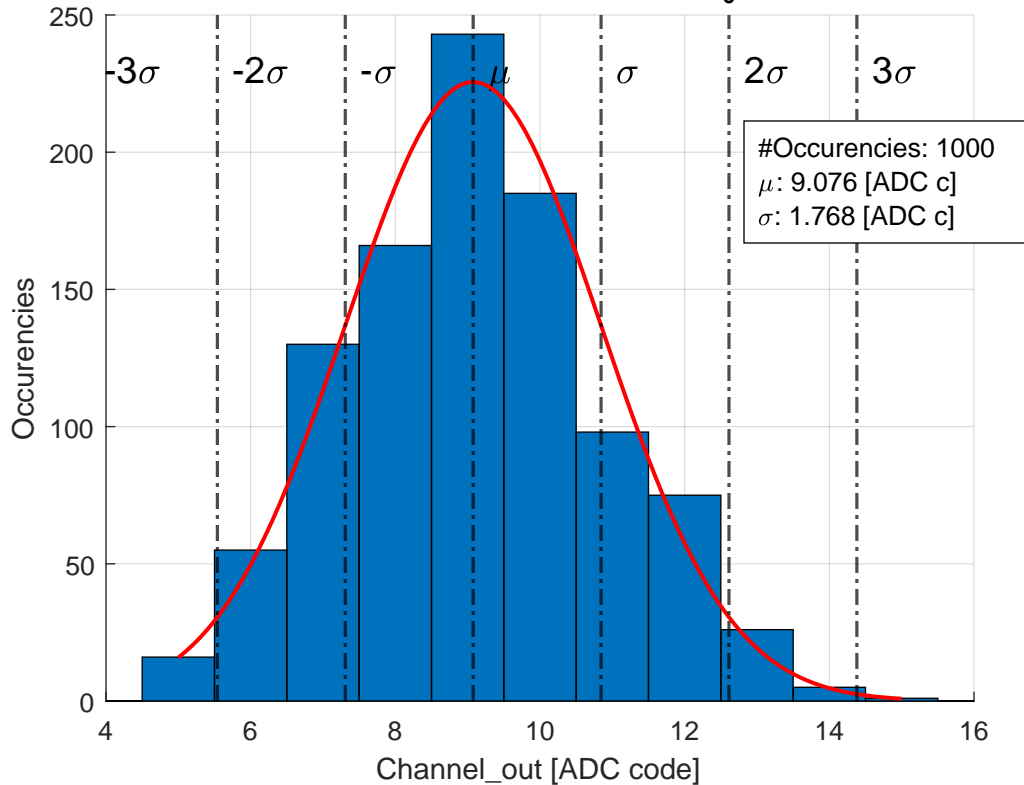 250
200
150
100
50
0
Occurencies
-3σ -2σ -σ μ σ 2σ 3σ
#Occurencies: 1000
μ: 9.076 [ADC c]
σ: 1.768 [ADC c]
4 6 8 10 12 14 16
Channel_out [ADC code]